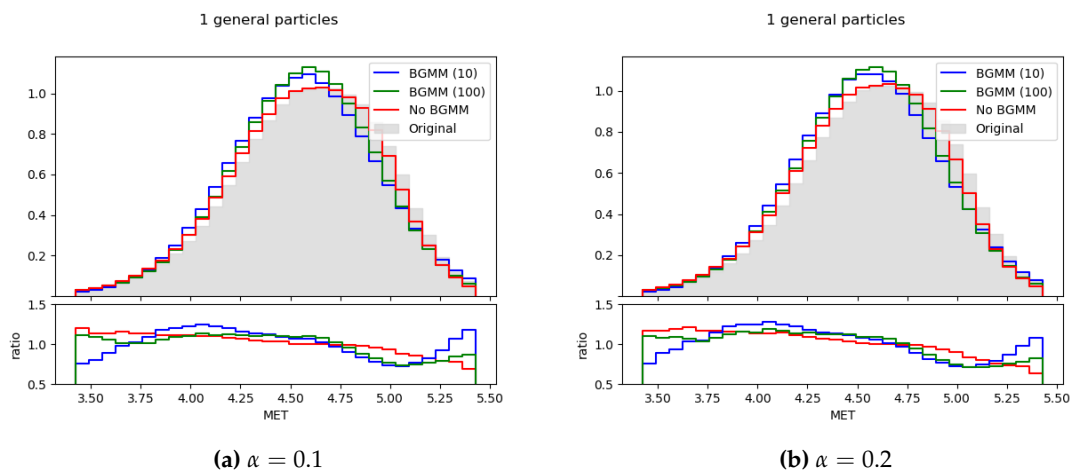 1 general particles
BGMM (10)
BGMM (100)
No BGMM
Original
1.0
0.8
0.6
0.4
0.2
1.5
1.0
0.5
ratio
3.50 3.75 4.00 4.25 4.50 4.75 5.00 5.25 5.50
MET
(a) α = 0.1
1 general particles
BGMM (10)
BGMM (100)
No BGMM
Original
1.0
0.8
0.6
0.4
0.2
1.5
1.0
0.5
ratio
3.50 3.75 4.00 4.25 4.50 4.75 5.00 5.25 5.50
MET
(b) α = 0.2